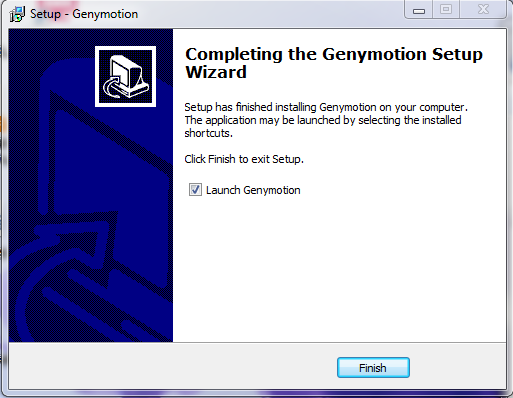 Setup - Genymotion
Completing the Genymotion Setup
Wizard
Setup has finished installing Genymotion on your computer.
The application may be launched by selecting the installed
shortcuts.
Click Finish to exit Setup.
Launch Genymotion
Finish